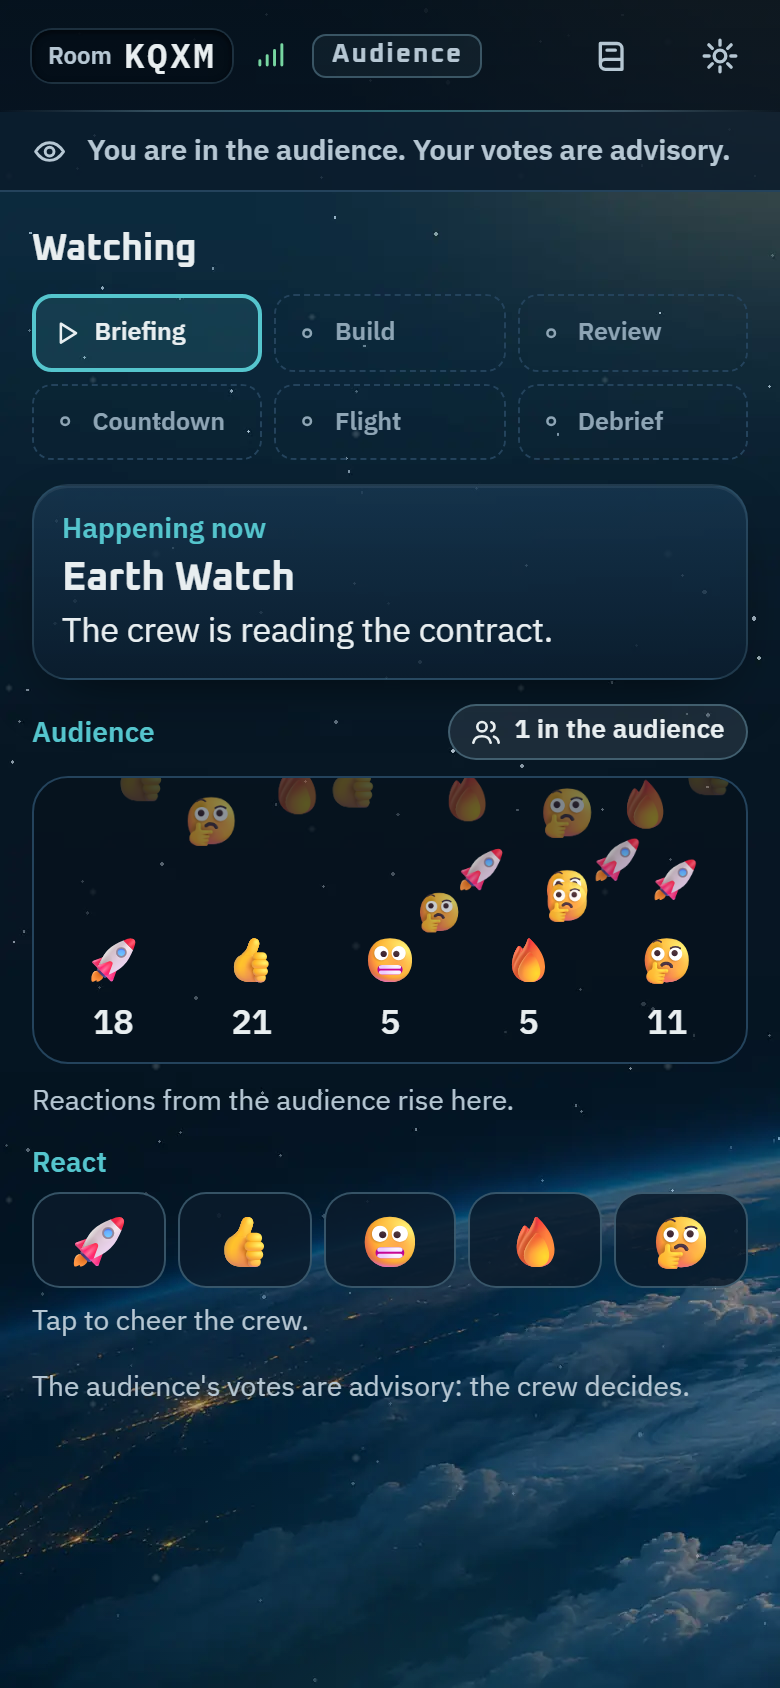 Room KQXM Audience
You are in the audience. Your votes are advisory.
Watching
Briefing Build Review
Countdown Flight Debrief
Happening now
Earth Watch
The crew is reading the contract.
Audience 1 in the audience
18 21 5 5 11
Reactions from the audience rise here.
React
Tap to cheer the crew.
The audience's votes are advisory: the crew decides.